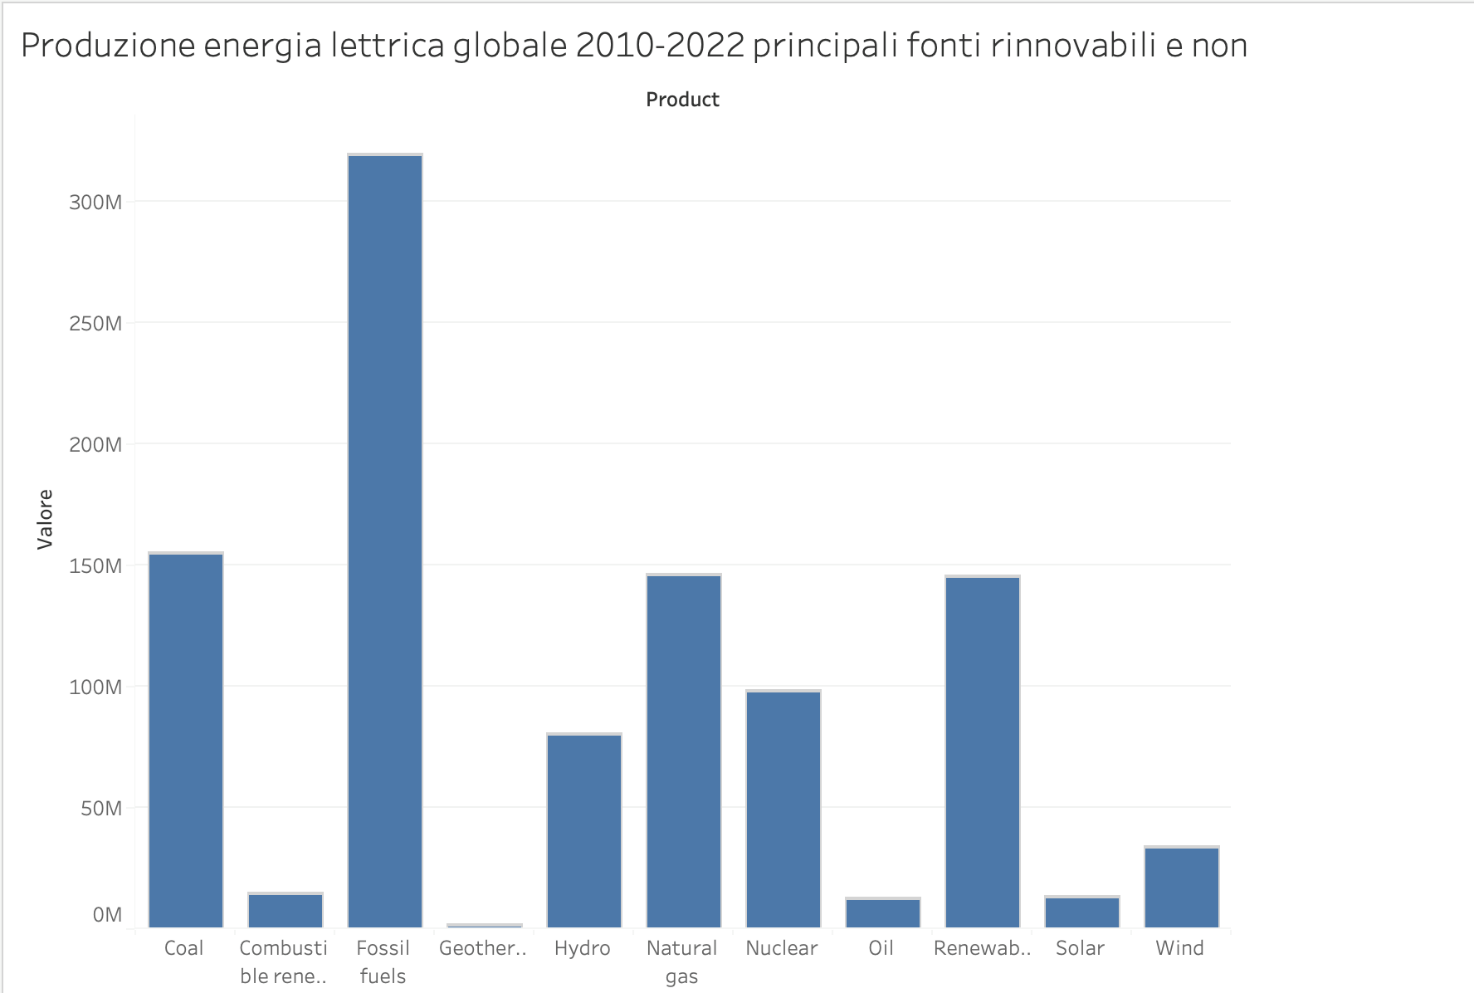 Produzione energia lettrica globale 2010-2022 principali fonti rinnovabili e non
Product
300M
250M
200M
150M
100M
50M
0M
Valore
Coal
Combusti
ble rene..
Fossil
fuels
Geother..
Hydro
Natural
gas
Nuclear
Oil
Renewab..
Solar
Wind